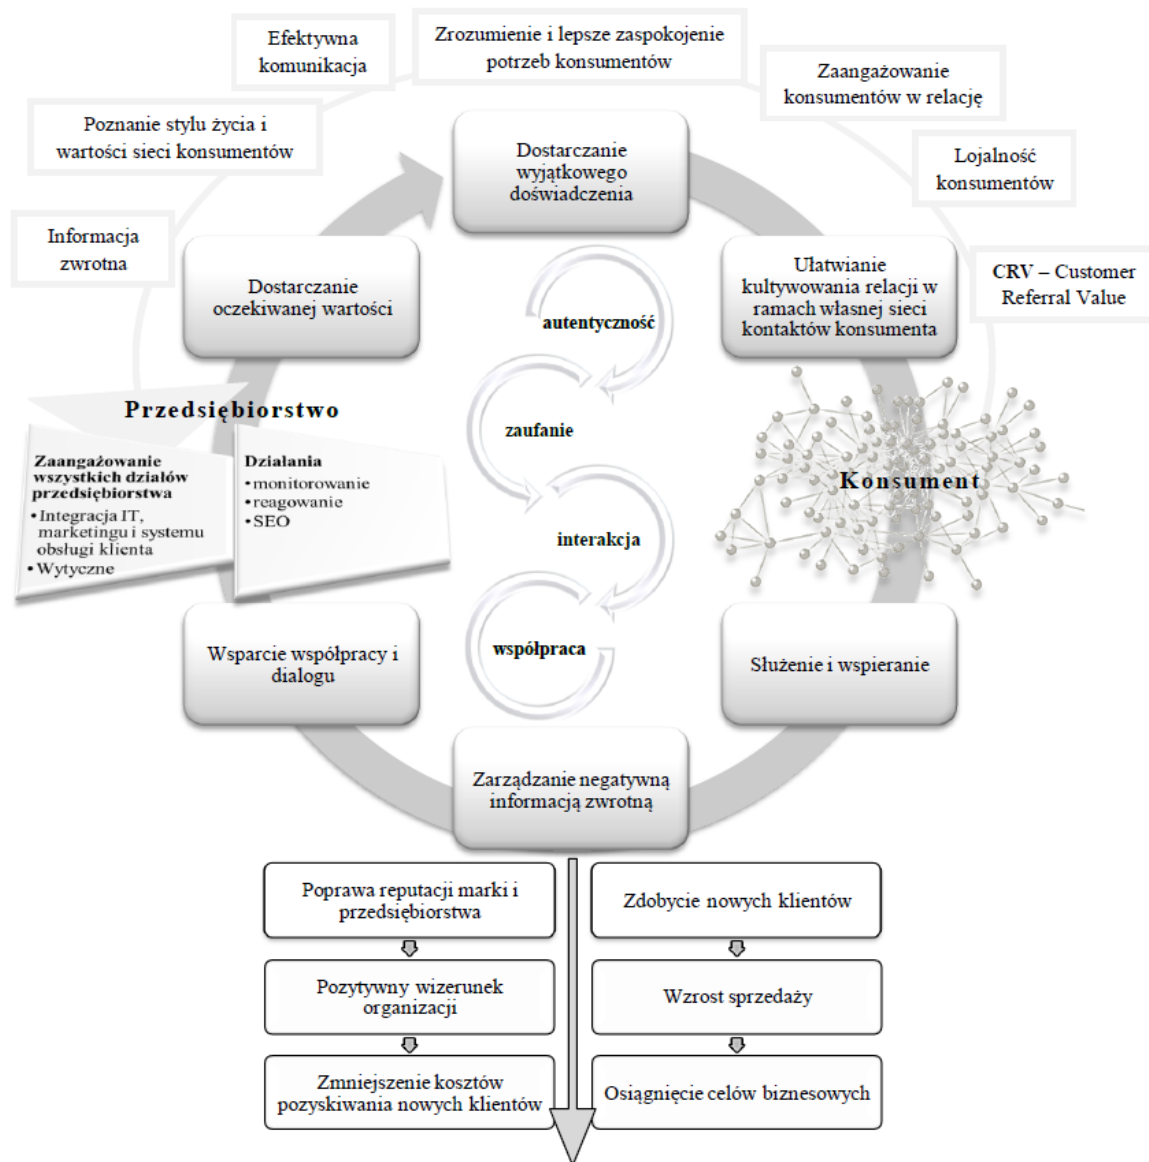 Efektywna
komunikacja
Zrozumienie i lepsze zaspokojenie
potrzeb konsumentów
Zaangażowanie
konsumentów w relację
Poznanie stylu życia i
wartości sieci konsumentów
Lojalność
konsumentów
Informacja
zwrotna
CRV – Customer
Referral Value
Dostarczanie
wyjątkowego
doświadczenia
Dostarczanie
oczekiwanej wartości
Ułatwianie
kultywowania relacji w
ramach własnej sieci
kontaktów konsumenta
autentyczność
zaufanie
interakcja
współpraca
Przedsiębiorstwo
Zaangażowanie
wszystkich działów
przedsiębiorstwa
•Integracja IT,
marketingu i systemu
obsługi klienta
•Wytyczne
Działania
•monitorowanie
•reagowanie
•SEO
Konsument
Wsparcie współpracy i
dialogu
Służenie i wspieranie
Zarządzanie negatywną
informacją zwrotną
Poprawa reputacji marki i
przedsiębiorstwa
Pozytywny wizerunek
organizacji
Zmniejszenie kosztów
pozyskiwania nowych klientów
Zdobycie nowych klientów
Wzrost sprzedaży
Osiągnięcie celów biznesowych